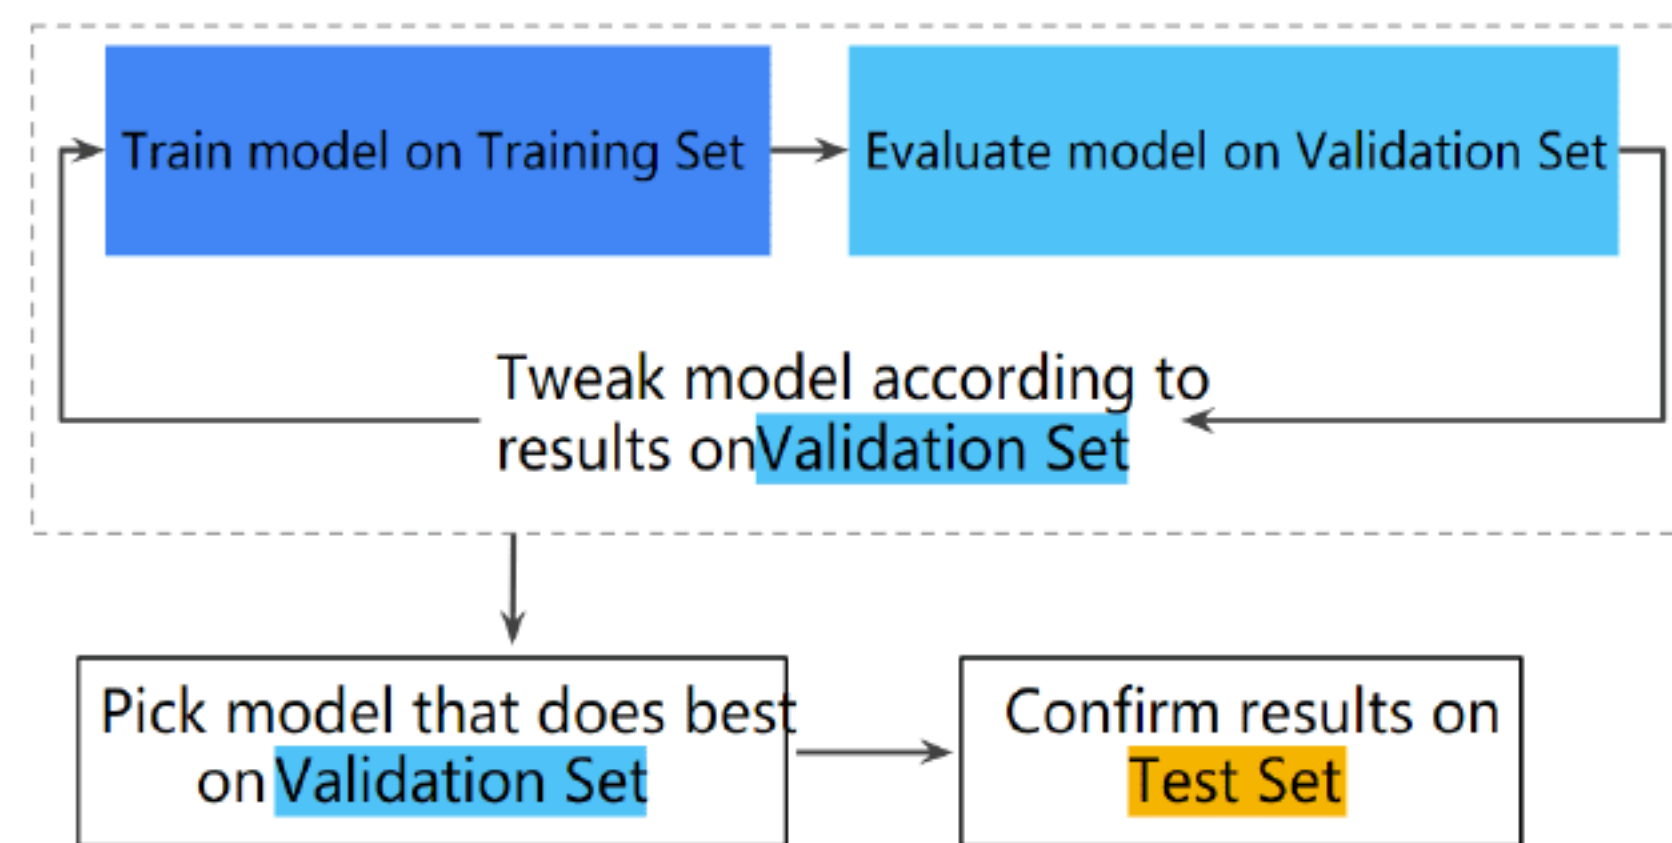 Train model on Training Set
Evaluate model on Validation Set
Tweak model according to
results onValidation Set
Pick model that does best
on Validation Set
Confirm results on
Test Set